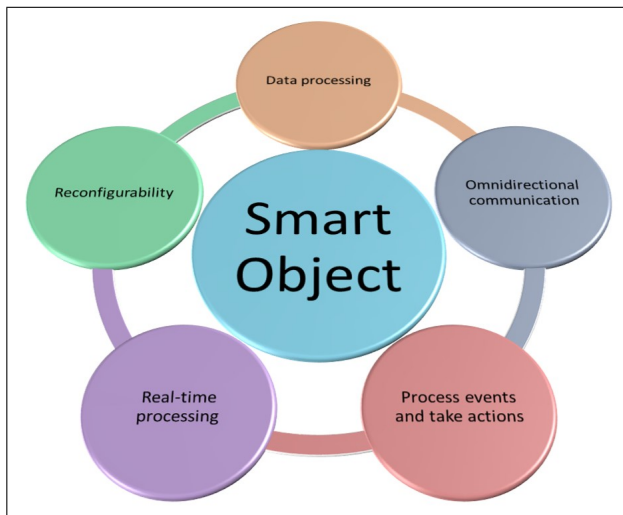 Data processing
Reconfigurability
Omnidirectional
communication
Smart
Object
Real-time
processing
Process events
and take actions